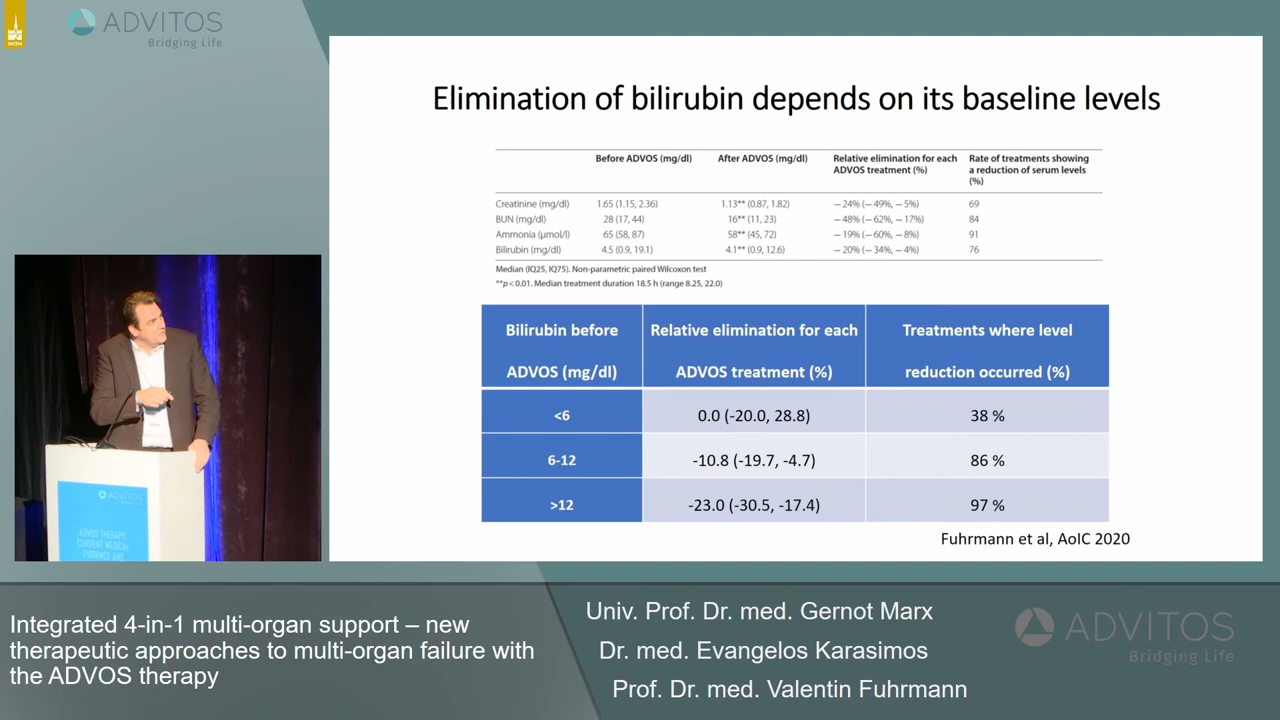 ADVITOS
Bridging Life
Elimination of bilirubin depends on its baseline levels
Before ADVOS (mg/dl) After ADVOS (mg/dl) Relative elimination for each ADVOS treatment (%) Rate of treatments showing a reduction of serum levels (%)
Creatinine (mg/dl) 1.65 (1.15, 2.36) 1.13** (0.87, 1.82) − 24% (− 49%, − 5%) 69
BUN (mg/dl) 28 (17, 44) 16** (11, 23) − 48% (− 62%, − 17%) 84
Ammonia (µmol/l) 65 (58, 87) 58** (45, 72) − 19% (− 60%, − 8%) 91
Bilirubin (mg/dl) 4.5 (0.9, 19.1) 4.1** (0.9, 12.6) − 20% (− 34%, − 4%) 76
Median (IQ25, IQ75). Non-parametric paired Wilcoxon test
**p < 0.01. Median treatment duration 18.5 h (range 8.25, 22.0)
Bilirubin before ADVOS (mg/dl) Relative elimination for each ADVOS treatment (%) Treatments where level reduction occurred (%)
<6 0.0 (-20.0, 28.8) 38 %
6-12 -10.8 (-19.7, -4.7) 86 %
>12 -23.0 (-30.5, -17.4) 97 %
Fuhrmann et al, AoIC 2020
ADVITOS
ADVOS THERAPY
CURRENT MEDICAL
EVIDENCE AND
Integrated 4-in-1 multi-organ support – new
therapeutic approaches to multi-organ failure with
the ADVOS therapy
Univ. Prof. Dr. med. Gernot Marx
Dr. med. Evangelos Karasimos
Prof. Dr. med. Valentin Fuhrmann
ADVITOS
Bridging Life